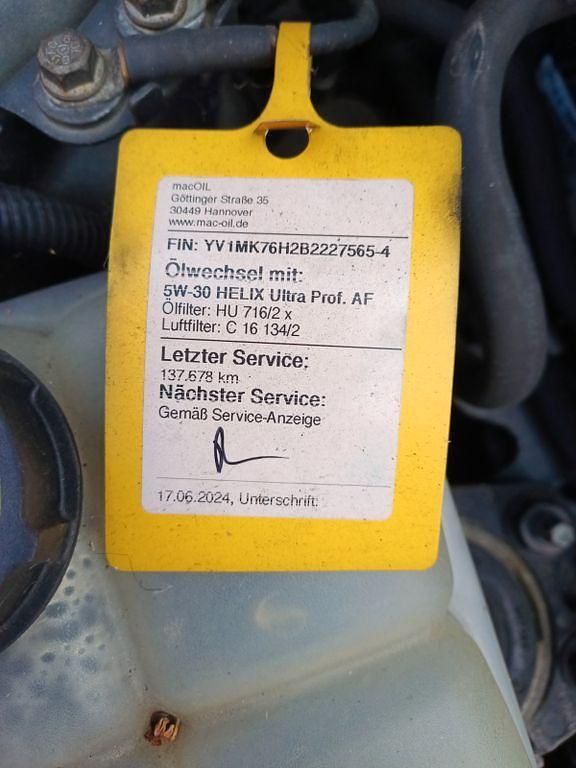 macOIL
Göttinger Straße 35
30449 Hannover
www.mac-oil.de
FIN: YV1MK76H2B2227565-4
Ölwechsel mit:
5W-30 HELIX Ultra Prof. AF
Ölfilter: HU 716/2 x
Luftfilter: C 16 134/2
Letzter Service:
137.678 km
Nächster Service:
Gemäß Service-Anzeige
17.06.2024, Unterschrift: